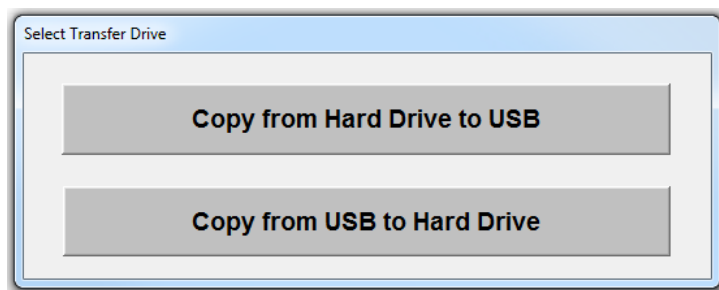 Select Transfer Drive
Copy from Hard Drive to USB
Copy from USB to Hard Drive